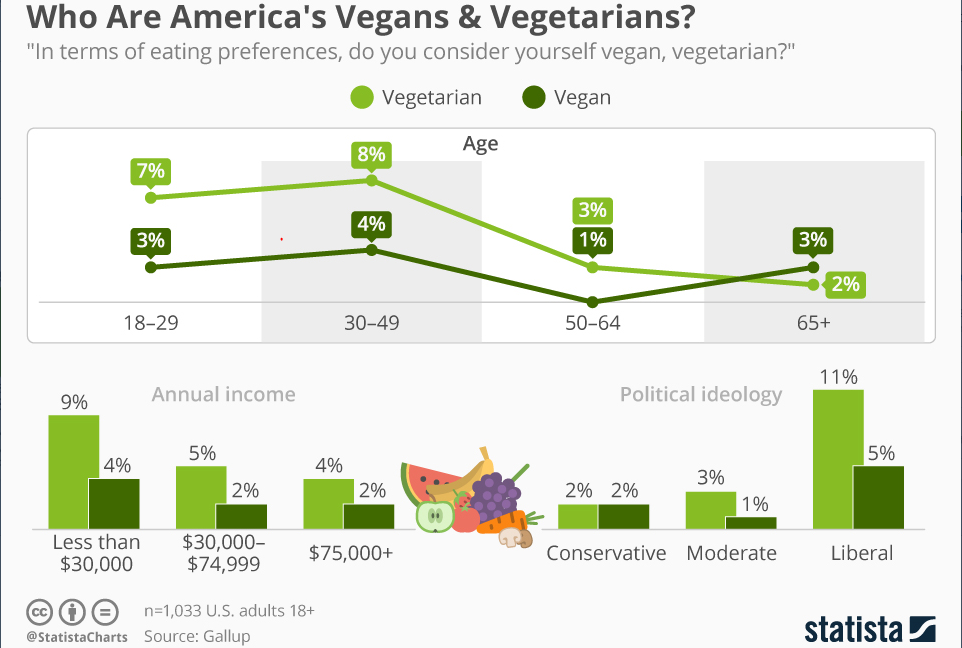 Who Are America's Vegans & Vegetarians?
"In terms of eating preferences, do you consider yourself vegan, vegetarian?"
Vegetarian
Vegan
Age
7%
8%
3%
3%
4%
1%
3%
2%
18–29
30–49
50–64
65+
Annual income
9%
4%
5%
2%
4%
2%
Less than
$30,000
$30,000–
$74,999
$75,000+
Political ideology
2%
2%
3%
1%
11%
5%
Conservative
Moderate
Liberal
cc
@StatistaCharts
n=1,033 U.S. adults 18+
Source: Gallup
statista